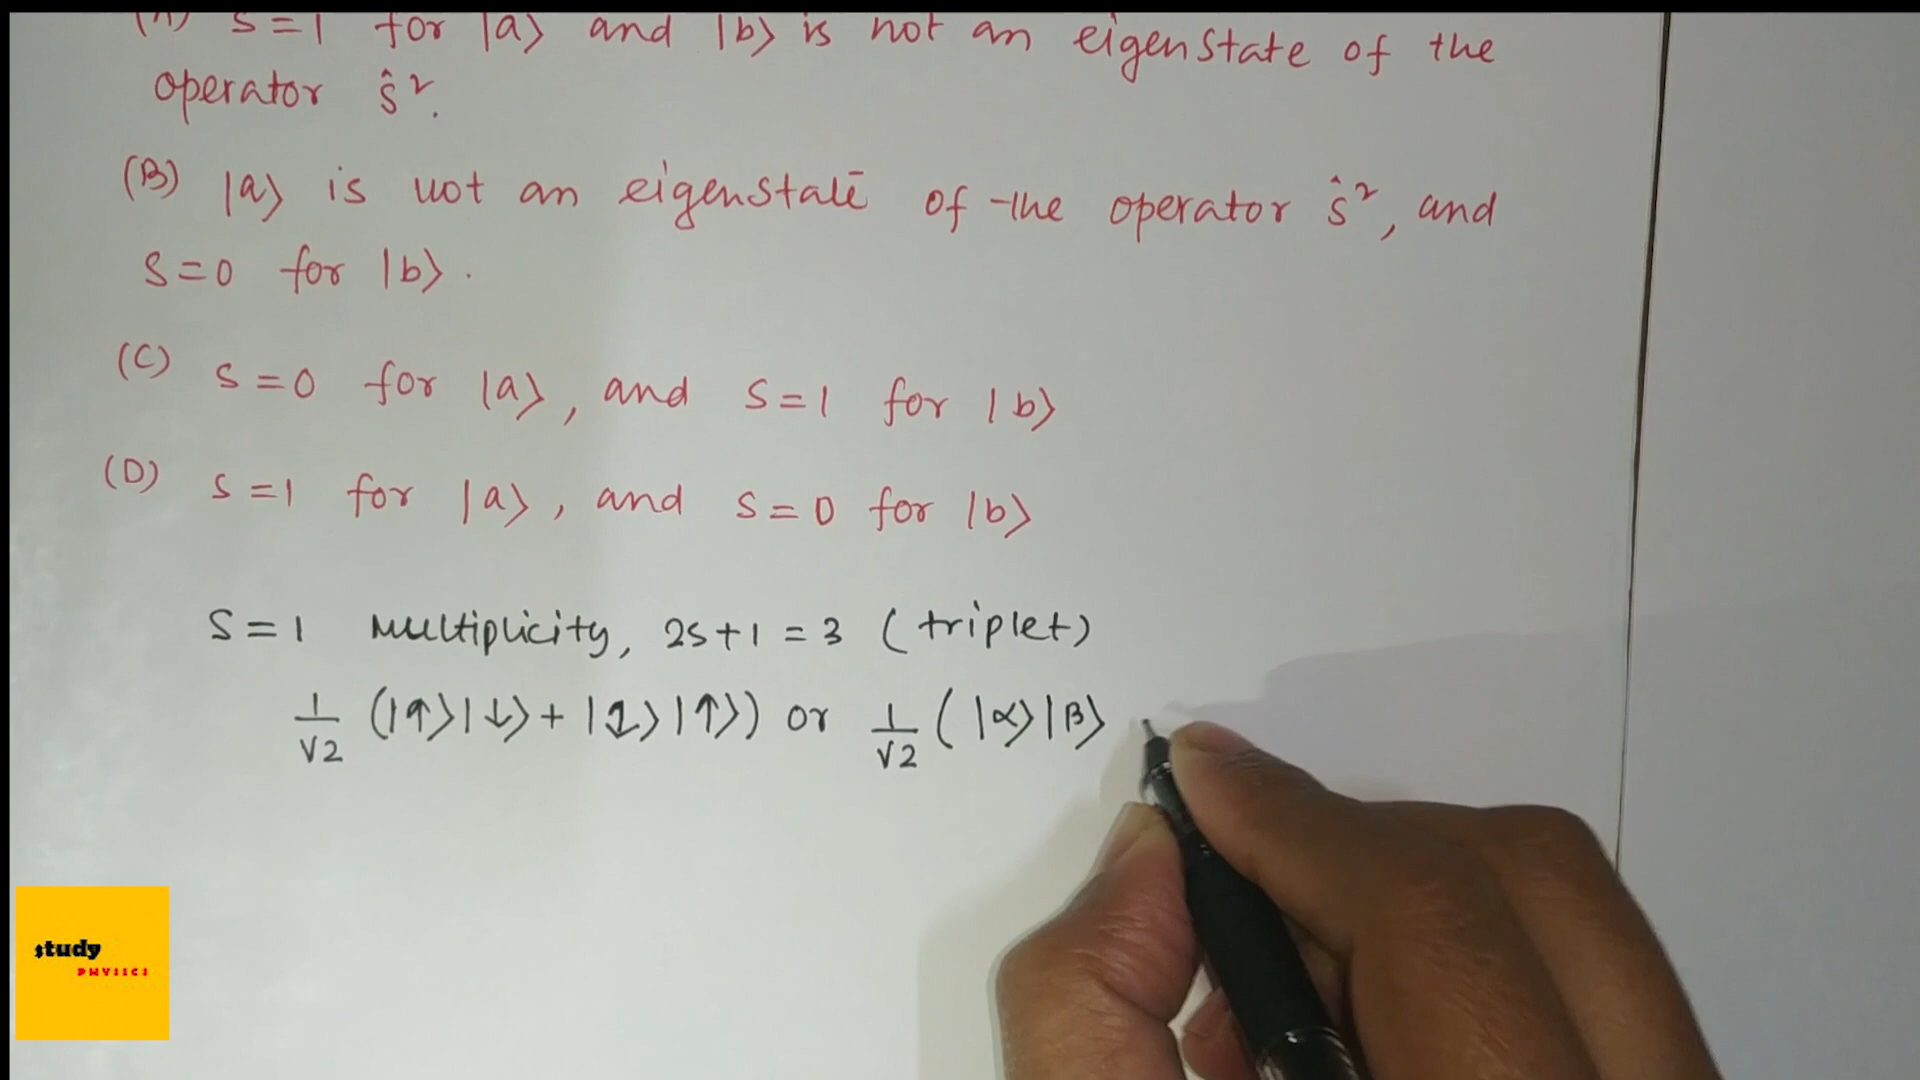 (A) s=1 for |a⟩ and |b⟩ is not an eigenstate of the
operator ŝ².
(B) |a⟩ is not an eigenstate of the operator ŝ², and
s=0 for |b⟩.
(C) s=0 for |a⟩, and s=1 for |b⟩
(D) s=1 for |a⟩, and s=0 for |b⟩
s=1 multiplicity, 2s+1=3 (triplet)
1/√2 (|↑⟩|↓⟩+|↓⟩|↑⟩) or 1/√2 (|α⟩|β⟩
study
PHYSICS